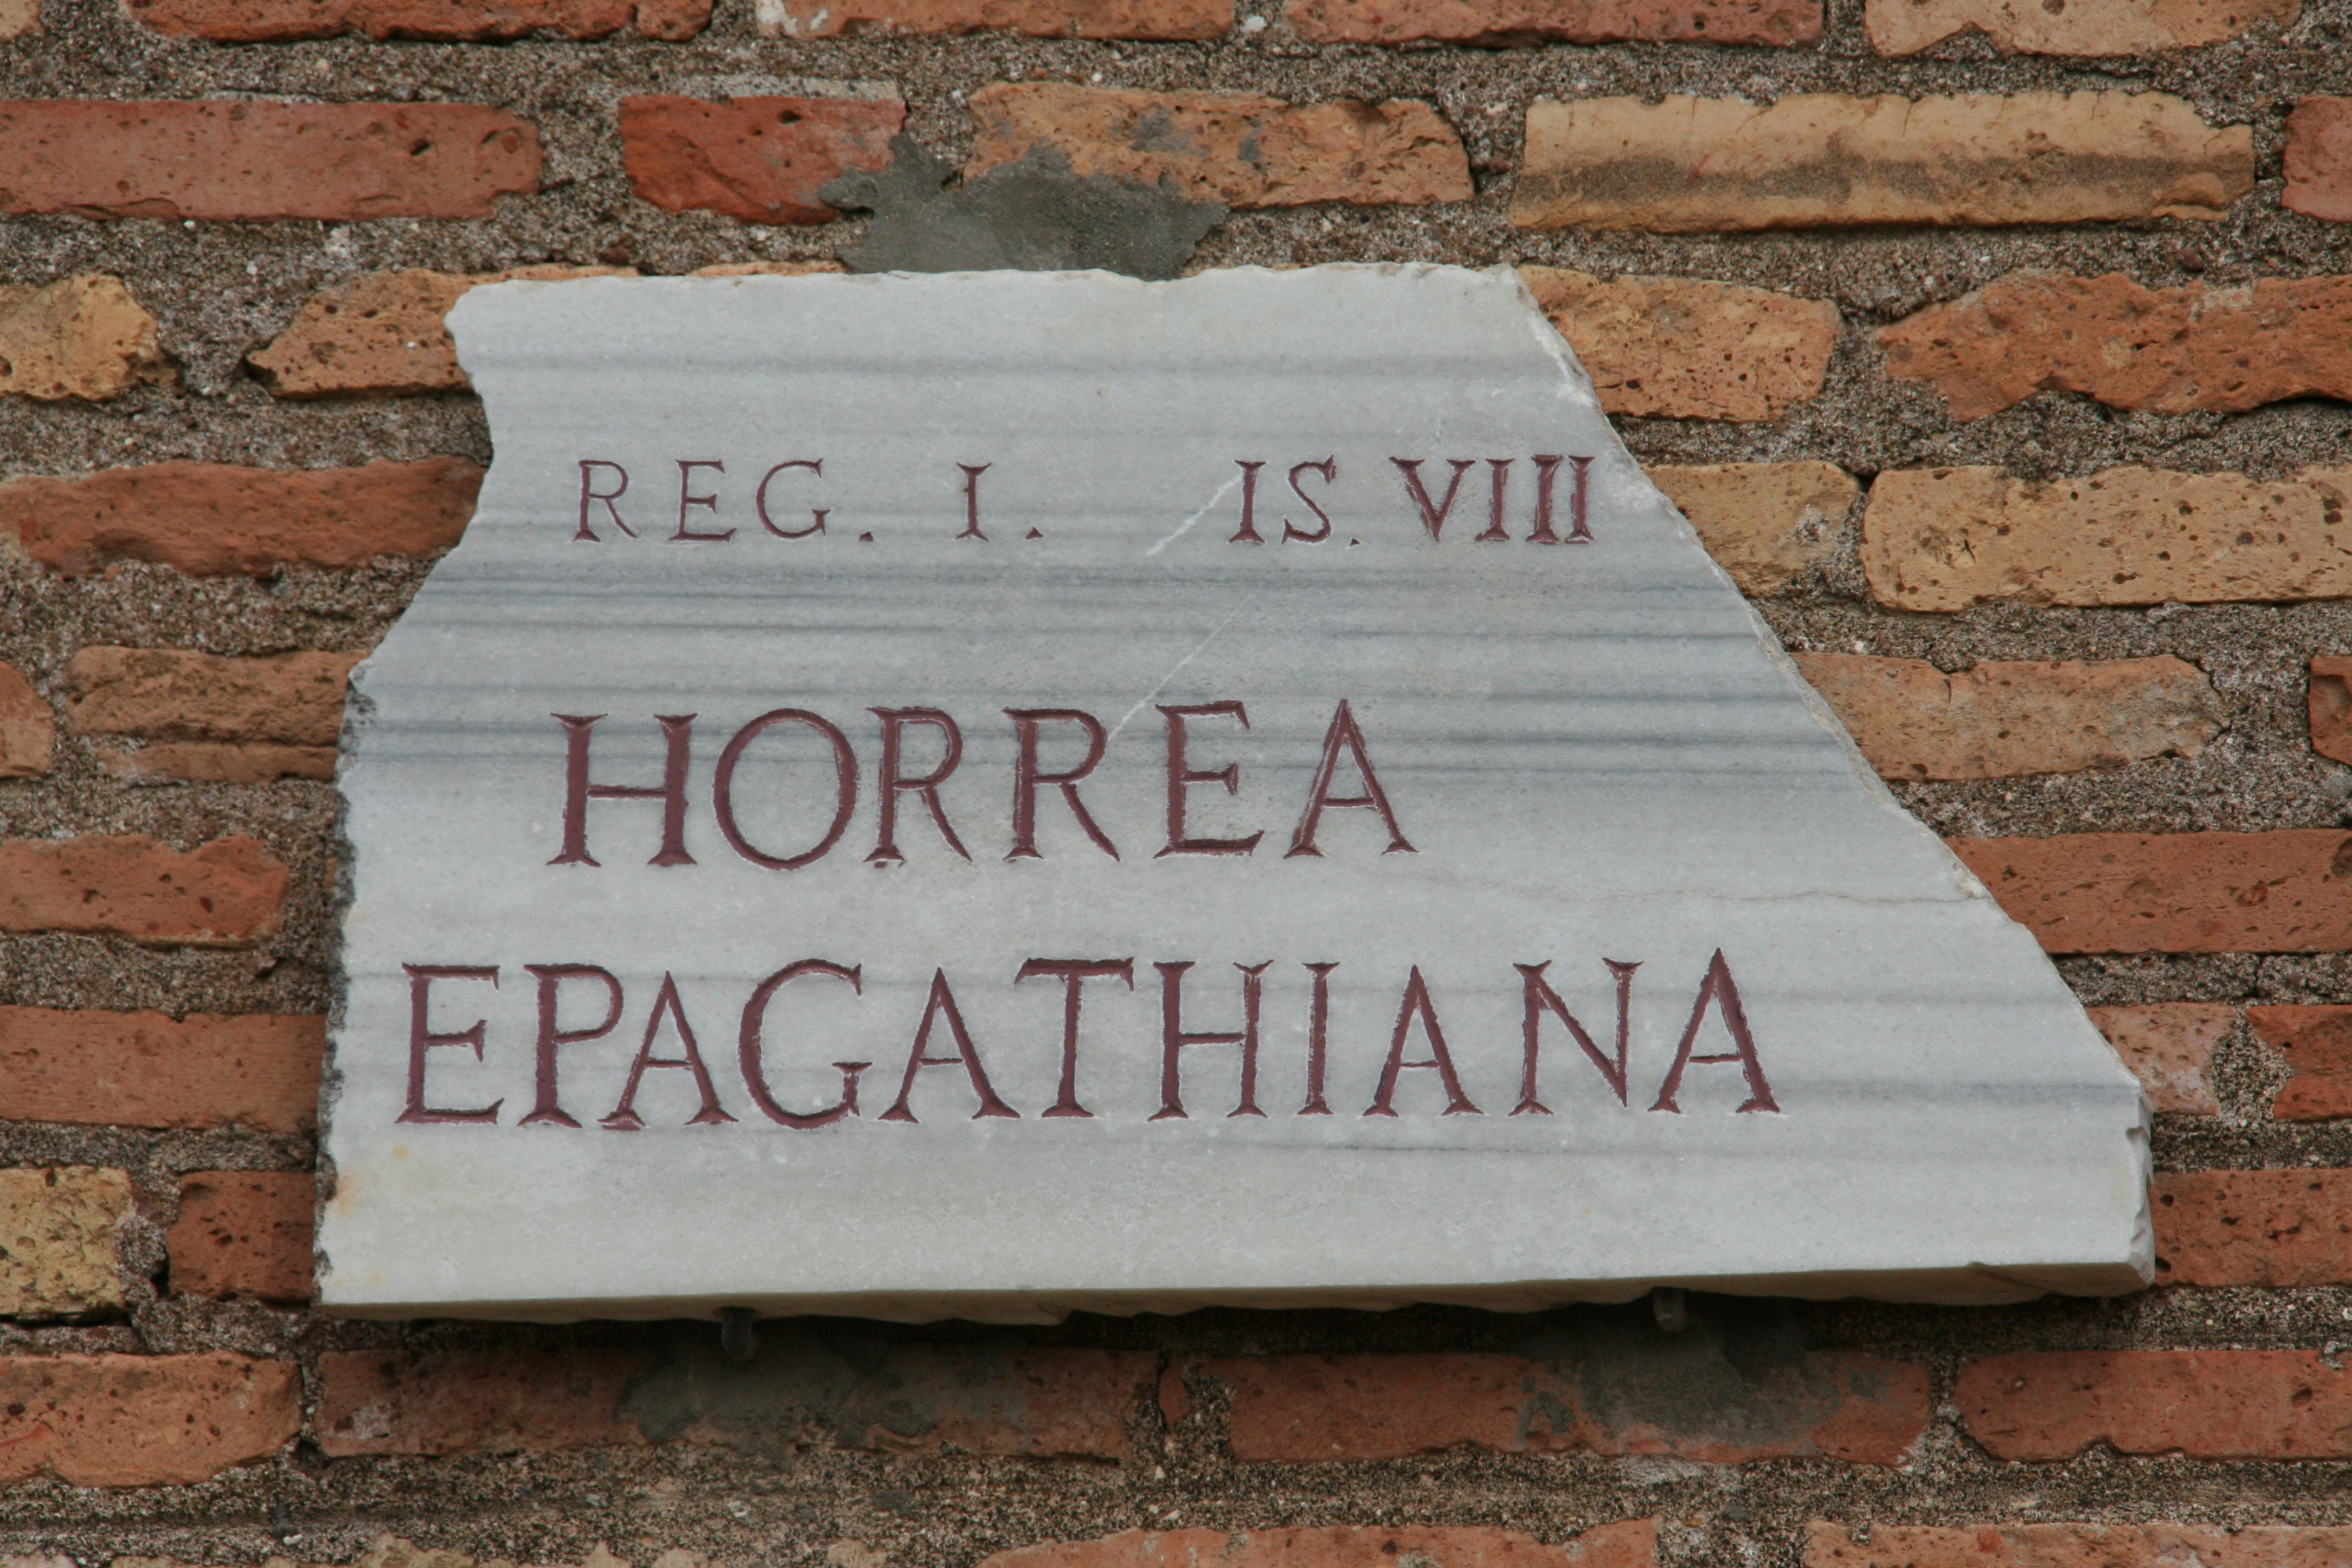 REG. I. IS. VIII
HORREA
EPAGATHIANA